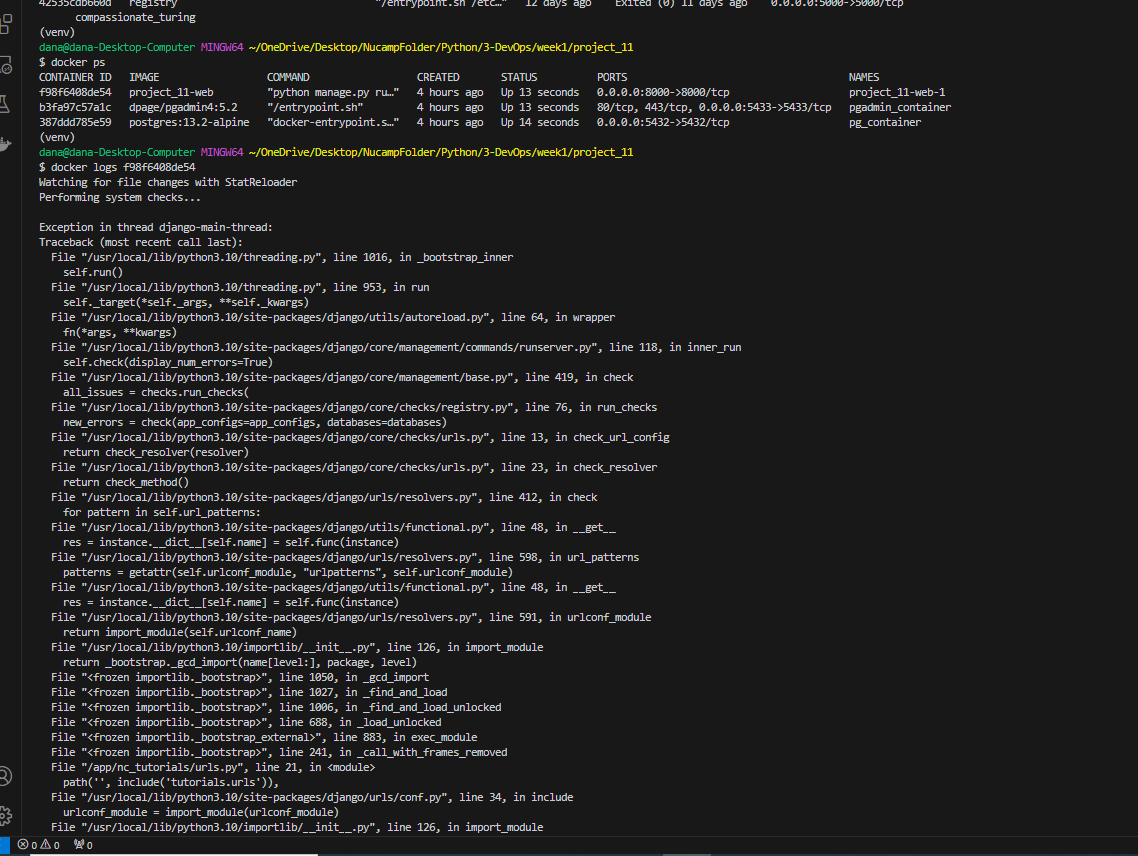 42535cdb660d   registry                 "/entrypoint.sh /etc…"   12 days ago    Exited (0) 11 days ago    0.0.0.0:5000->5000/tcp
compassionate_turing
(venv)
dana@dana-Desktop-Computer MINGW64 ~/OneDrive/Desktop/NucampFolder/Python/3-DevOps/week1/project_11
$ docker ps
CONTAINER ID   IMAGE                  COMMAND                  CREATED       STATUS          PORTS                                     NAMES
f98f6408de54   project_11-web         "python manage.py ru…"   4 hours ago   Up 13 seconds   0.0.0.0:8000->8000/tcp                    project_11-web-1
b3fa97c57a1c   dpage/pgadmin4:5.2     "/entrypoint.sh"         4 hours ago   Up 13 seconds   80/tcp, 443/tcp, 0.0.0.0:5433->5433/tcp   pgadmin_container
387ddd785e59   postgres:13.2-alpine   "docker-entrypoint.s…"   4 hours ago   Up 14 seconds   0.0.0.0:5432->5432/tcp                    pg_container
(venv)
dana@dana-Desktop-Computer MINGW64 ~/OneDrive/Desktop/NucampFolder/Python/3-DevOps/week1/project_11
$ docker logs f98f6408de54
Watching for file changes with StatReloader
Performing system checks...

Exception in thread django-main-thread:
Traceback (most recent call last):
  File "/usr/local/lib/python3.10/threading.py", line 1016, in _bootstrap_inner
    self.run()
  File "/usr/local/lib/python3.10/threading.py", line 953, in run
    self._target(*self._args, **self._kwargs)
  File "/usr/local/lib/python3.10/site-packages/django/utils/autoreload.py", line 64, in wrapper
    fn(*args, **kwargs)
  File "/usr/local/lib/python3.10/site-packages/django/core/management/commands/runserver.py", line 118, in inner_run
    self.check(display_num_errors=True)
  File "/usr/local/lib/python3.10/site-packages/django/core/management/base.py", line 419, in check
    all_issues = checks.run_checks(
  File "/usr/local/lib/python3.10/site-packages/django/core/checks/registry.py", line 76, in run_checks
    new_errors = check(app_configs=app_configs, databases=databases)
  File "/usr/local/lib/python3.10/site-packages/django/core/checks/urls.py", line 13, in check_url_config
    return check_resolver(resolver)
  File "/usr/local/lib/python3.10/site-packages/django/core/checks/urls.py", line 23, in check_resolver
    return check_method()
  File "/usr/local/lib/python3.10/site-packages/django/urls/resolvers.py", line 412, in check
    for pattern in self.url_patterns:
  File "/usr/local/lib/python3.10/site-packages/django/utils/functional.py", line 48, in __get__
    res = instance.__dict__[self.name] = self.func(instance)
  File "/usr/local/lib/python3.10/site-packages/django/urls/resolvers.py", line 598, in url_patterns
    patterns = getattr(self.urlconf_module, "urlpatterns", self.urlconf_module)
  File "/usr/local/lib/python3.10/site-packages/django/utils/functional.py", line 48, in __get__
    res = instance.__dict__[self.name] = self.func(instance)
  File "/usr/local/lib/python3.10/site-packages/django/urls/resolvers.py", line 591, in urlconf_module
    return import_module(self.urlconf_name)
  File "/usr/local/lib/python3.10/importlib/__init__.py", line 126, in import_module
    return _bootstrap._gcd_import(name[level:], package, level)
  File "<frozen importlib._bootstrap>", line 1050, in _gcd_import
  File "<frozen importlib._bootstrap>", line 1027, in _find_and_load
  File "<frozen importlib._bootstrap>", line 1006, in _find_and_load_unlocked
  File "<frozen importlib._bootstrap>", line 688, in _load_unlocked
  File "<frozen importlib._bootstrap_external>", line 883, in exec_module
  File "<frozen importlib._bootstrap>", line 241, in _call_with_frames_removed
  File "/app/nc_tutorials/urls.py", line 21, in <module>
    path('', include('tutorials.urls')),
  File "/usr/local/lib/python3.10/site-packages/django/urls/conf.py", line 34, in include
    urlconf_module = import_module(urlconf_module)
  File "/usr/local/lib/python3.10/importlib/__init__.py", line 126, in import_module
0 0 0